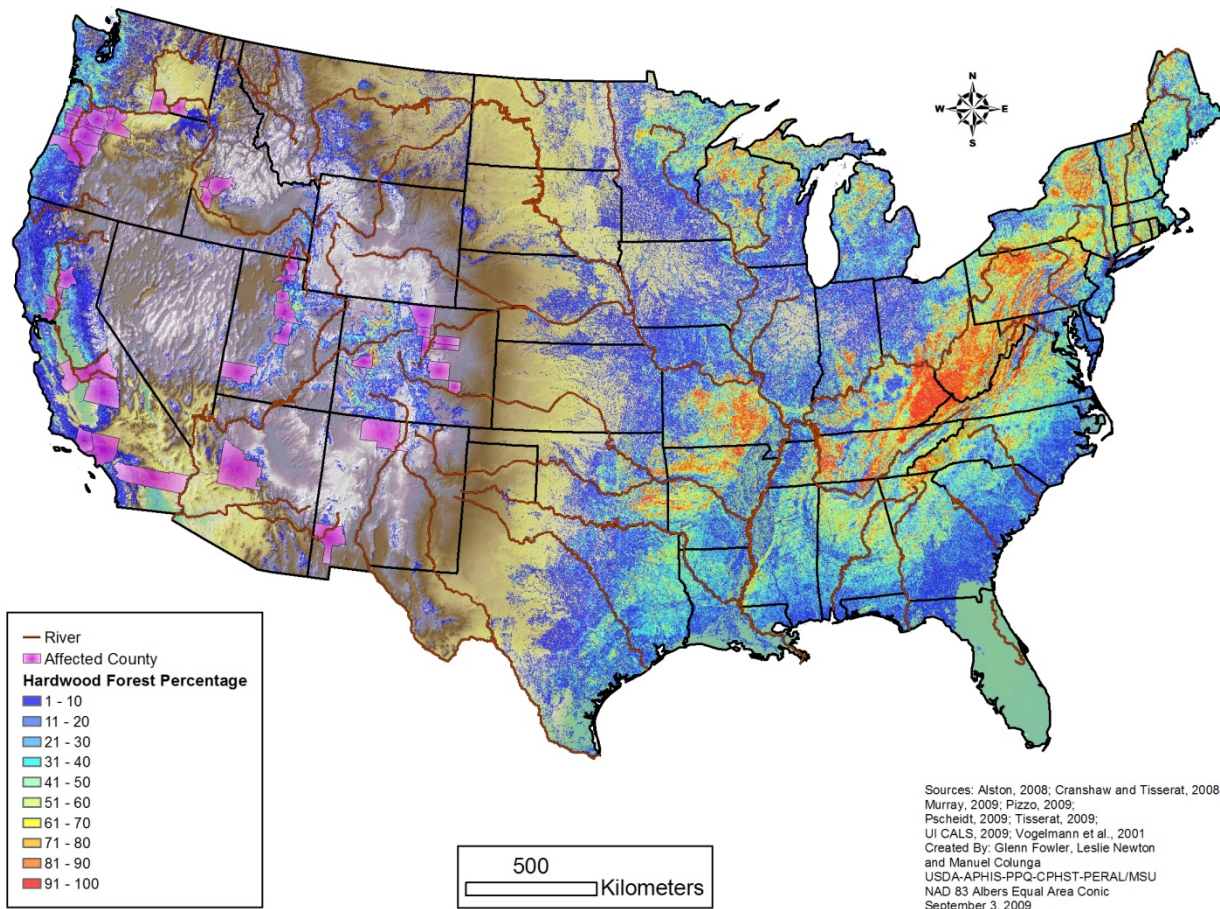 N
W E
S
River
Affected County
Hardwood Forest Percentage
1 - 10
11 - 20
21 - 30
31 - 40
41 - 50
51 - 60
61 - 70
71 - 80
81 - 90
91 - 100
500
Kilometers
Sources: Alston, 2008; Cranshaw and Tisserat, 2008
Murray, 2009; Pizzo, 2009;
Pscheidt, 2009; Tisserat, 2009;
UI CALS, 2009; Vogelmann et al., 2001
Created By: Glenn Fowler, Leslie Newton
and Manuel Colunga
USDA-APHIS-PPQ-CPHST-PERAL/MSU
NAD 83 Albers Equal Area Conic
September 3, 2009